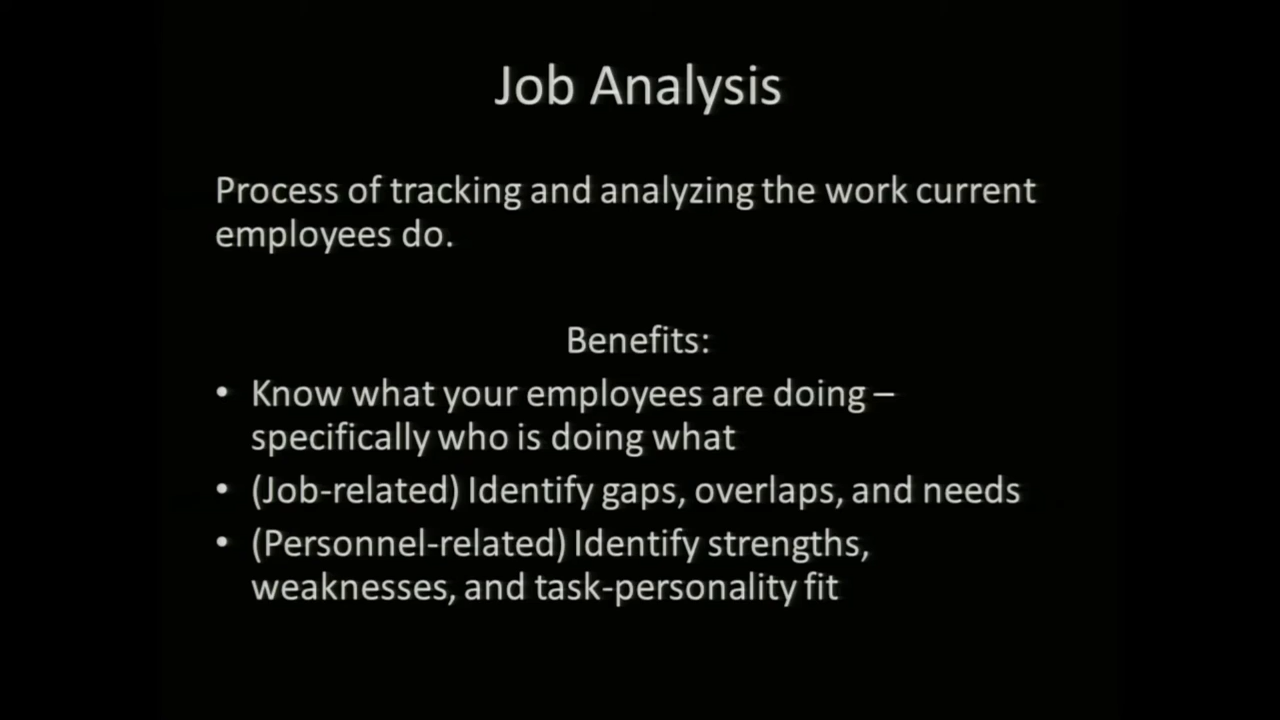 Job Analysis
Process of tracking and analyzing the work current
employees do.
Benefits:
• Know what your employees are doing –
specifically who is doing what
• (Job-related) Identify gaps, overlaps, and needs
• (Personnel-related) Identify strengths,
weaknesses, and task-personality fit